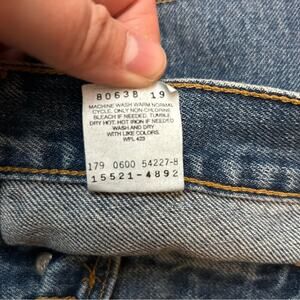 80638 19
MACHINE WASH WARM NORMAL
CYCLE. ONLY NON-CHLORINE
BLEACH IF NEEDED. TUMBLE
DRY HOT. HOT IRON IF NEEDED
WASH AND DRY
WITH LIKE COLORS.
WPL 423
179 0600 54227-8
15521-4892